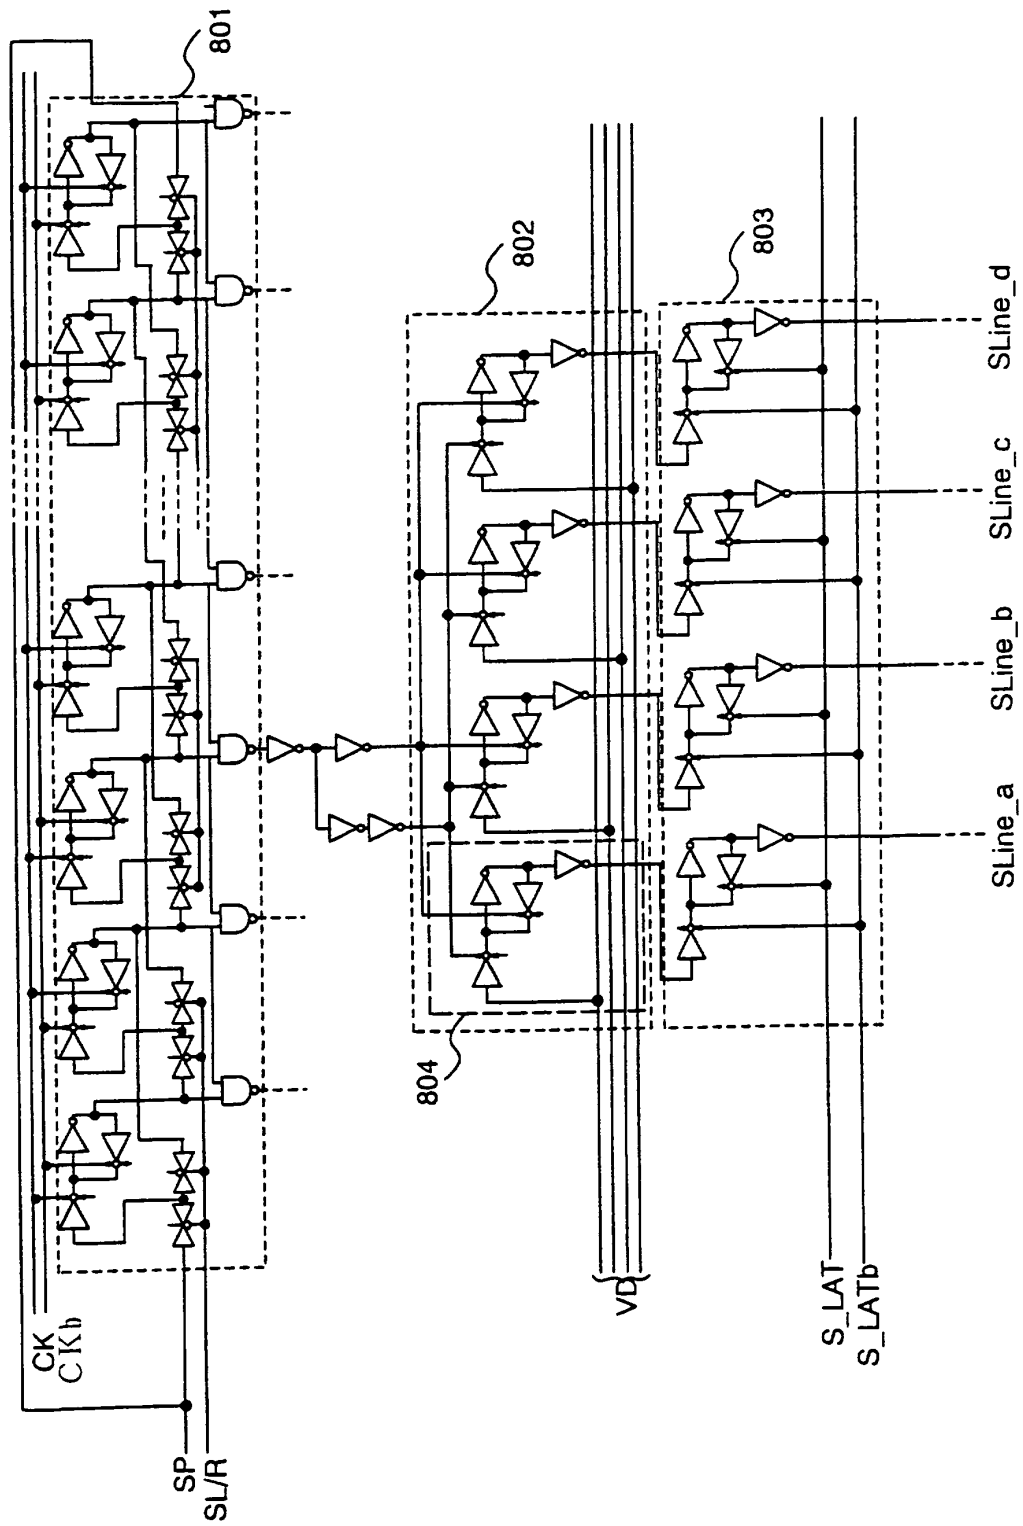 801
CK
CKb
SP
SL/R
802
804
VD
803
S_LAT
S_LATb
SLine_a
SLine_b
SLine_c
SLine_d